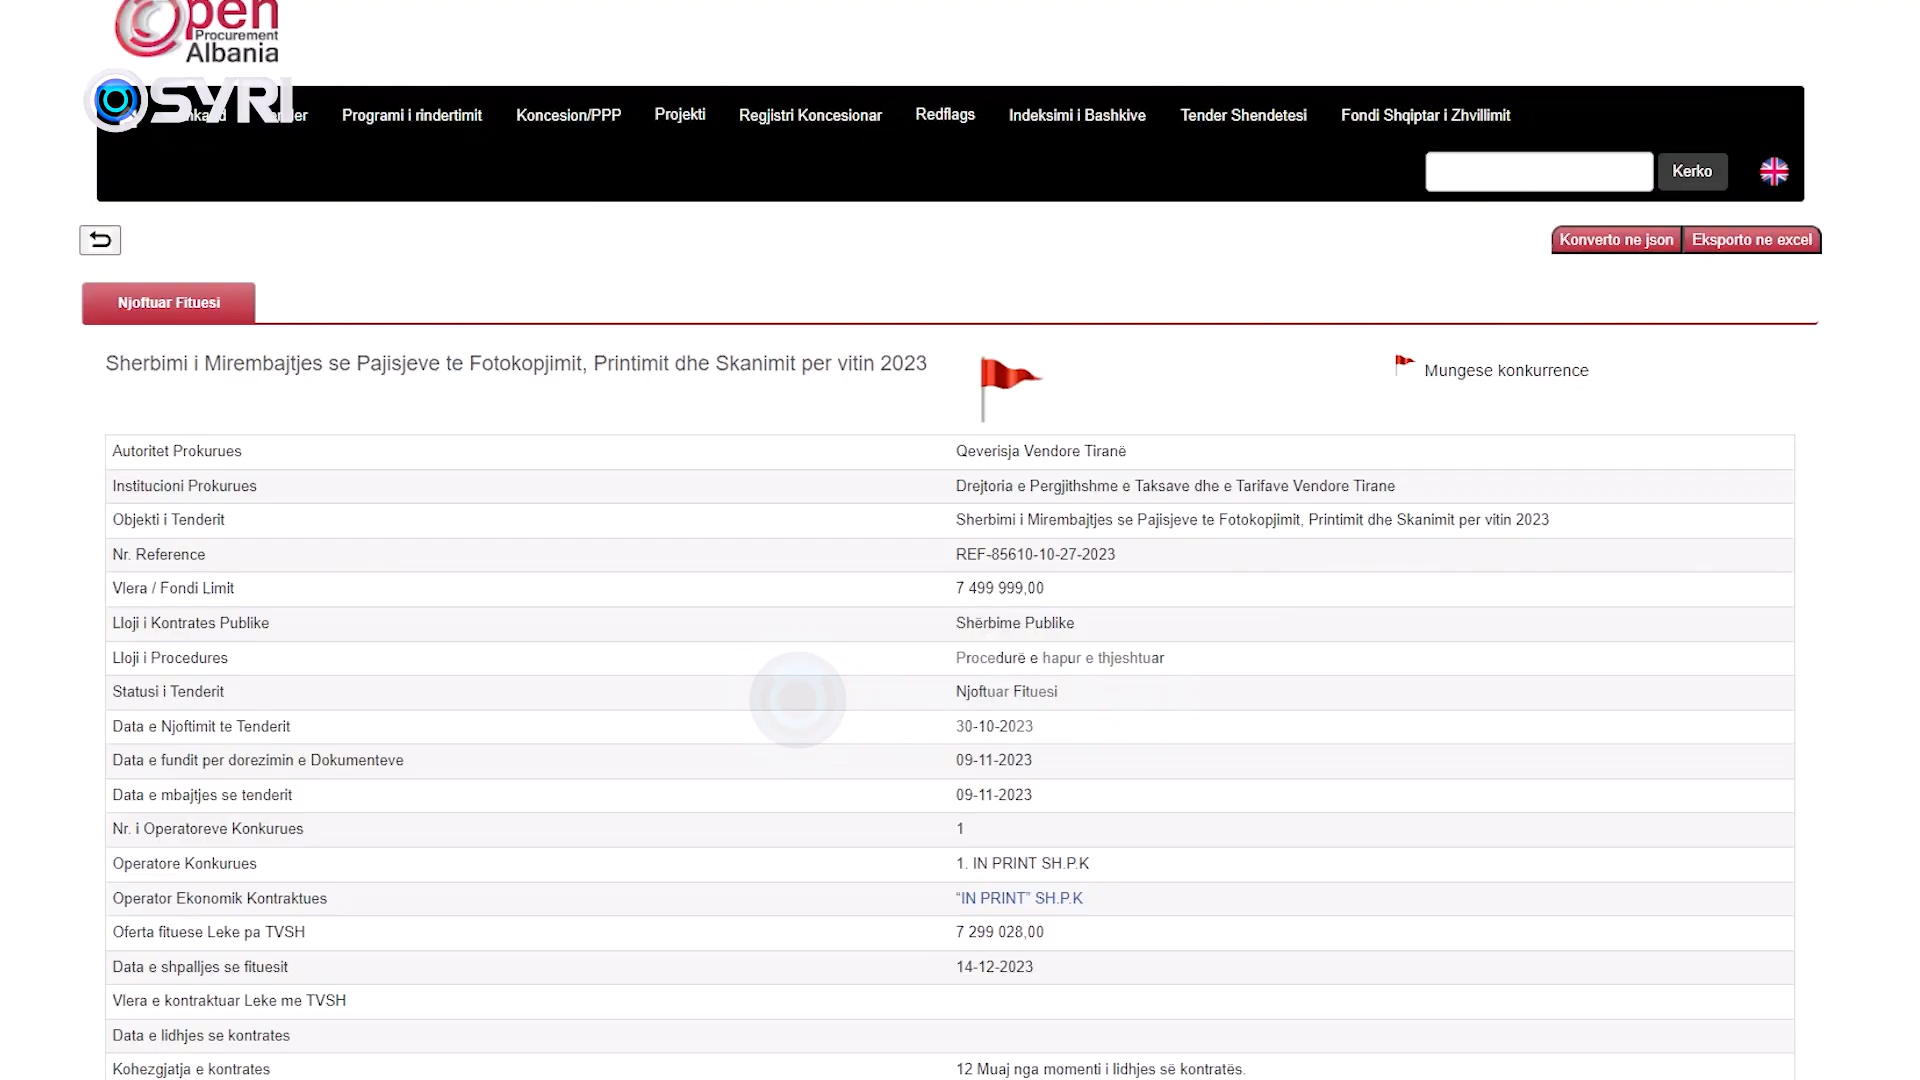 Open
Procurement
Albania
SYRI
Programi i rindertimit
Koncesion/PPP
Projekti
Regjistri Koncesionar
Redflags
Indeksimi i Bashkive
Tender Shendetesi
Fondi Shqiptar i Zhvillimit
Kerko
Konverto ne json
Eksporto ne excel
Njoftuar Fituesi
Sherbimi i Mirembajtjes se Pajisjeve te Fotokopjimit, Printimit dhe Skanimit per vitin 2023
Mungese konkurrence
Autoritet Prokurues Qeverisja Vendore Tiranë
Institucioni Prokurues Drejtoria e Pergjithshme e Taksave dhe e Tarifave Vendore Tirane
Objekti i Tenderit Sherbimi i Mirembajtjes se Pajisjeve te Fotokopjimit, Printimit dhe Skanimit per vitin 2023
Nr. Reference REF-85610-10-27-2023
Vlera / Fondi Limit 7 499 999,00
Lloji i Kontrates Publike Shërbime Publike
Lloji i Procedures Procedurë e hapur e thjeshtuar
Statusi i Tenderit Njoftuar Fituesi
Data e Njoftimit te Tenderit 30-10-2023
Data e fundit per dorezimin e Dokumenteve 09-11-2023
Data e mbajtjes se tenderit 09-11-2023
Nr. i Operatoreve Konkurues 1
Operatore Konkurues 1. IN PRINT SH.P.K
Operator Ekonomik Kontraktues “IN PRINT” SH.P.K
Oferta fituese Leke pa TVSH 7 299 028,00
Data e shpalljes se fituesit 14-12-2023
Vlera e kontraktuar Leke me TVSH
Data e lidhjes se kontrates
Kohezgjatja e kontrates 12 Muaj nga momenti i lidhjes së kontratës.